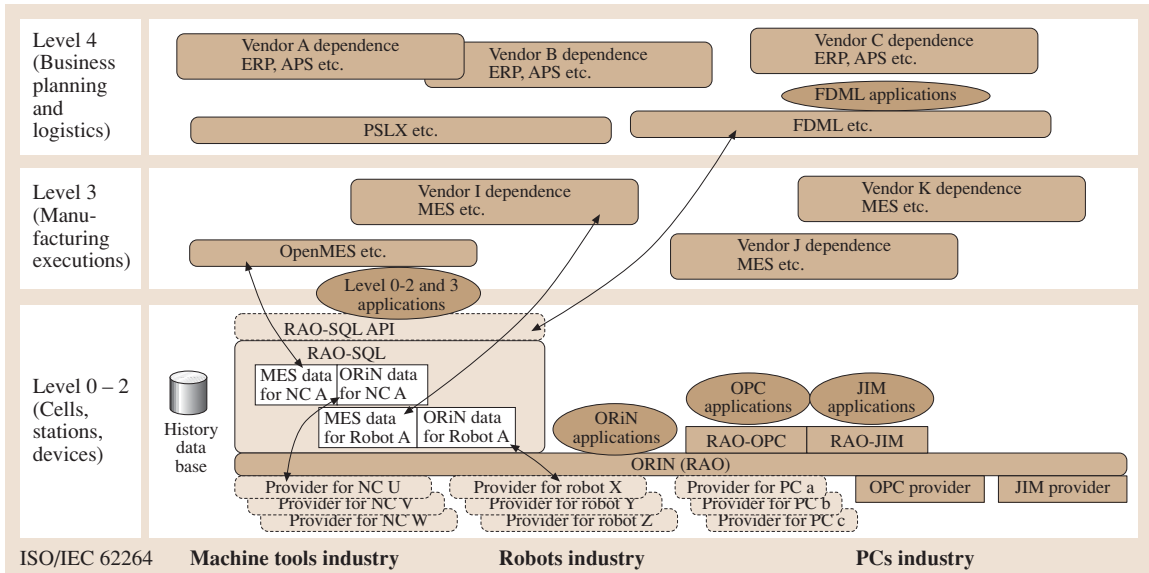 Level 4
(Business
planning
and
logistics)
Vendor A dependence
ERP, APS etc.
Vendor B dependence
ERP, APS etc.
Vendor C dependence
ERP, APS etc.
FDML applications
PSLX etc.
FDML etc.
Level 3
(Manu-
facturing
executions)
Vendor I dependence
MES etc.
Vendor K dependence
MES etc.
OpenMES etc.
Vendor J dependence
MES etc.
Level 0-2 and 3
applications
Level 0 – 2
(Cells,
stations,
devices)
History
data
base
RAO-SQL API
RAO-SQL
MES data
for NC A
ORiN data
for NC A
MES data
for Robot A
ORiN data
for Robot A
ORiN
applications
OPC
applications
JIM
applications
RAO-OPC
RAO-JIM
ORIN (RAO)
Provider for NC U
Provider for NC V
Provider for NC W
Provider for robot X
Provider for robot Y
Provider for robot Z
Provider for PC a
Provider for PC b
Provider for PC c
OPC provider
JIM provider
ISO/IEC 62264
Machine tools industry
Robots industry
PCs industry